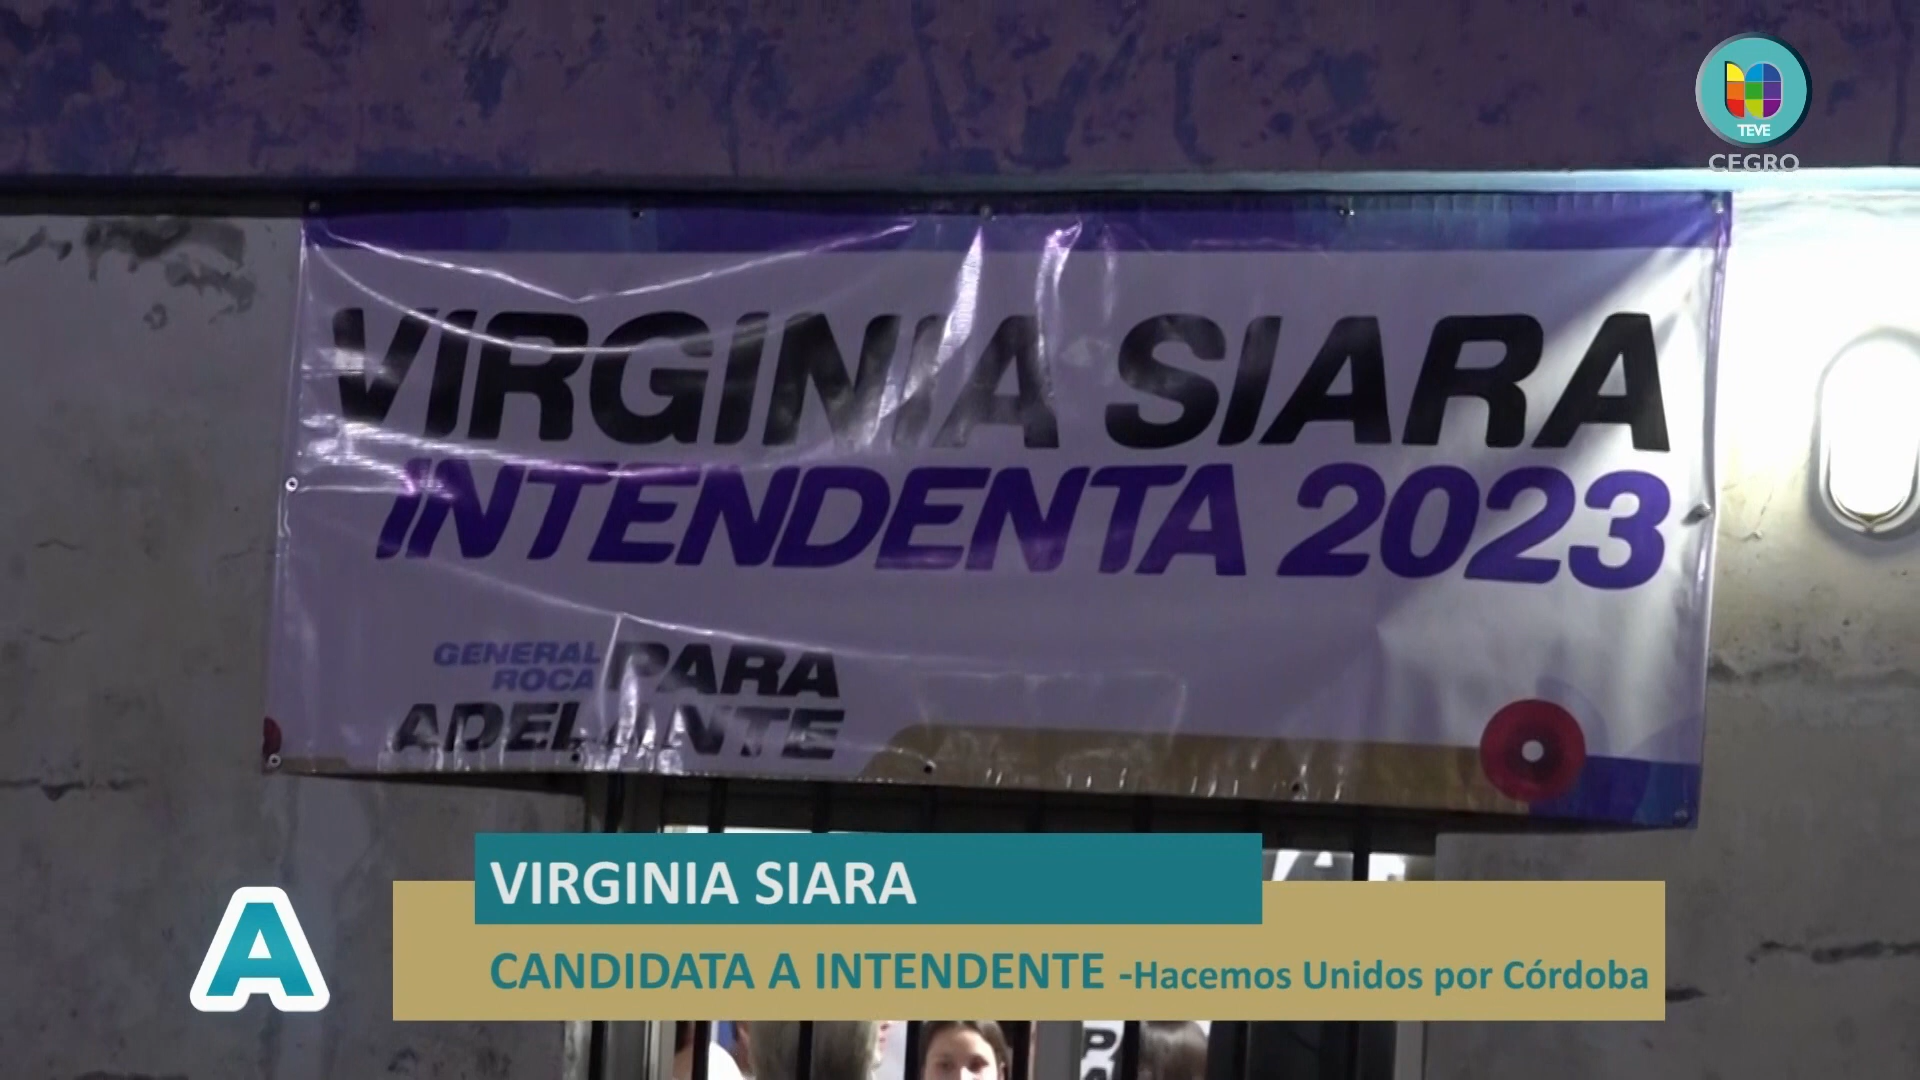 TEVE
CEGRO
VIRGINIA SIARA
INTENDENTA 2023
GENERAL
ROCA
PARA
ADELANTE
VIRGINIA SIARA
A
CANDIDATA A INTENDENTE -Hacemos Unidos por Córdoba